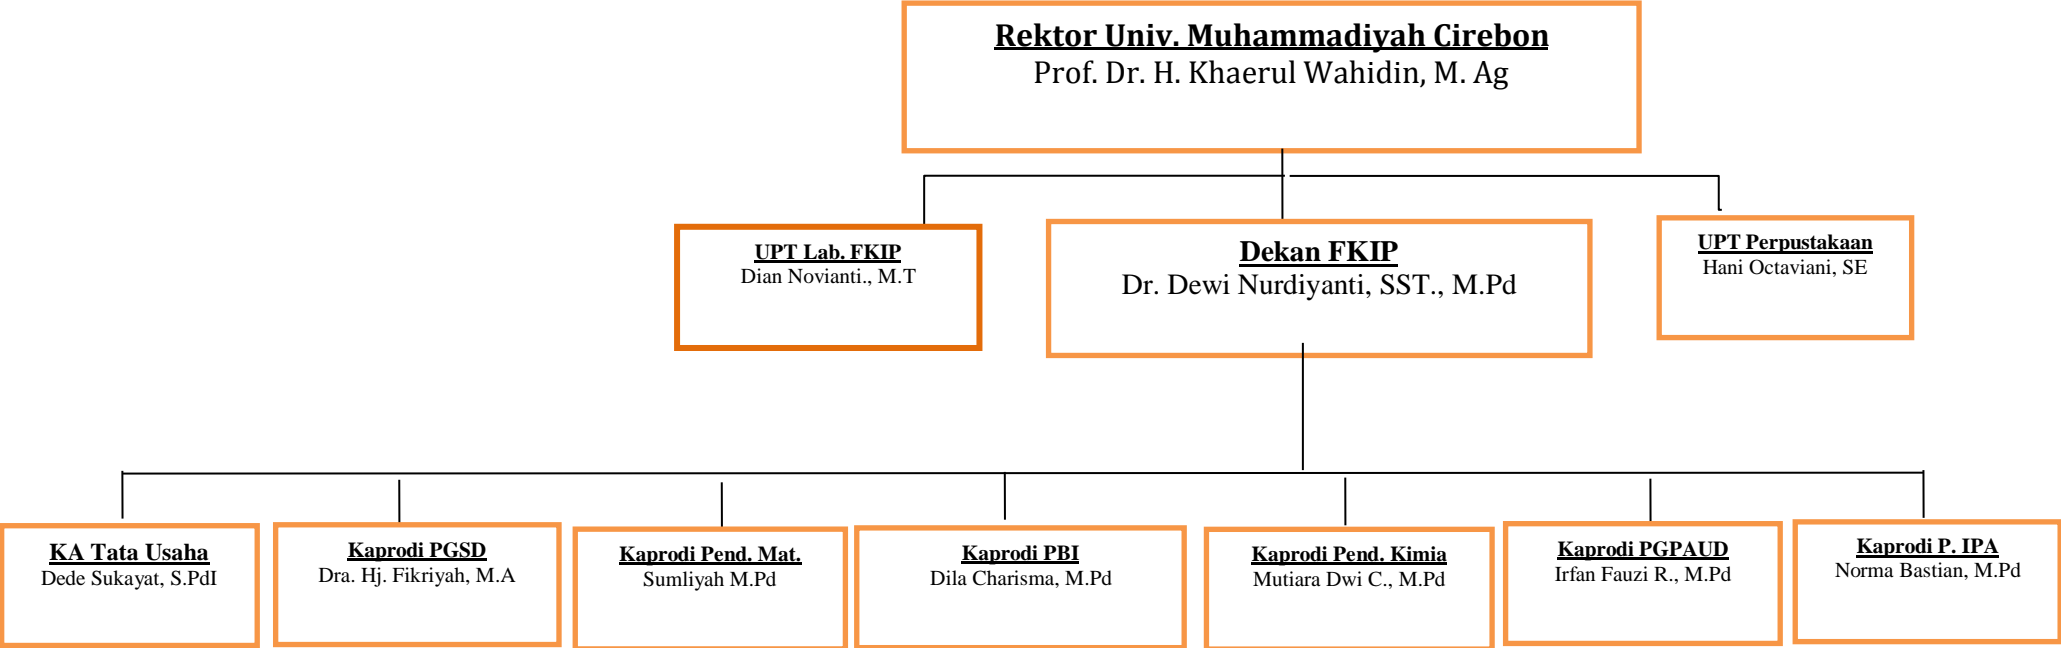 Rektor Univ. Muhammadiyah Cirebon
Prof. Dr. H. Khaerul Wahidin, M. Ag
UPT Lab. FKIP
Dian Novianti., M.T
Dekan FKIP
Dr. Dewi Nurdiyanti, SST., M.Pd
UPT Perpustakaan
Hani Octaviani, SE
KA Tata Usaha
Dede Sukayat, S.PdI
Kaprodi PGSD
Dra. Hj. Fikriyah, M.A
Kaprodi Pend. Mat.
Sumliyah M.Pd
Kaprodi PBI
Dila Charisma, M.Pd
Kaprodi Pend. Kimia
Mutiara Dwi C., M.Pd
Kaprodi PGPAUD
Irfan Fauzi R., M.Pd
Kaprodi P. IPA
Norma Bastian, M.Pd